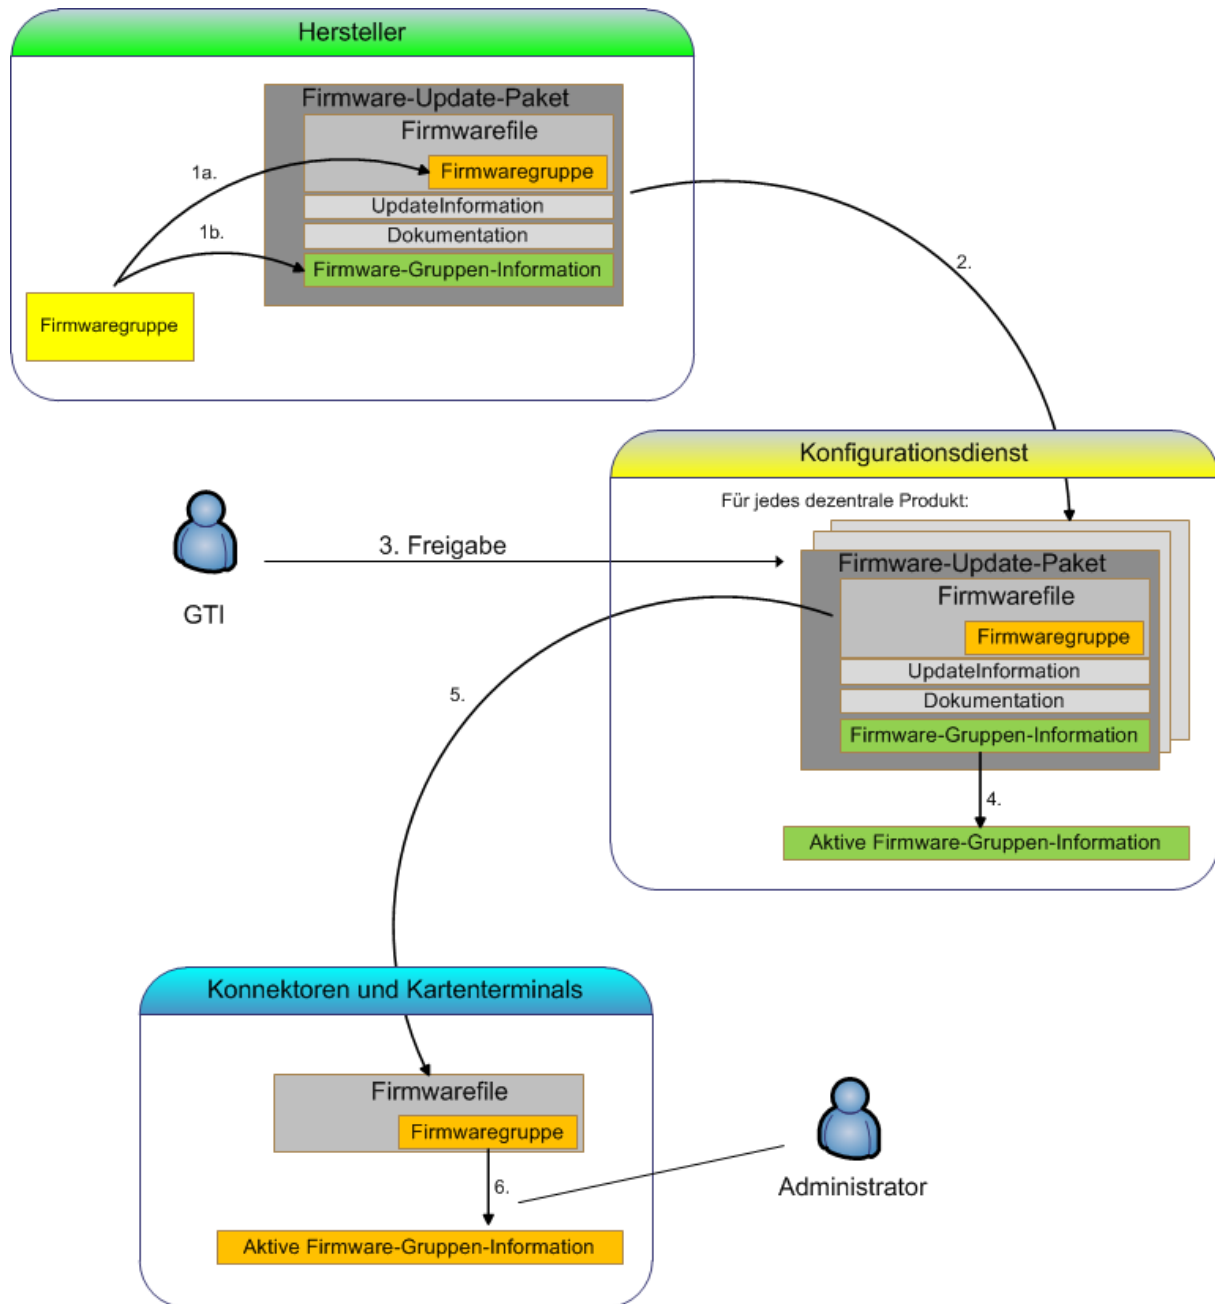 Hersteller
Firmware-Update-Paket
Firmwarefile
1a.
Firmwaregruppe
UpdateInformation
1b.
Dokumentation
Firmware-Gruppen-Information
Firmwaregruppe
2.
Konfigurationsdienst
Für jedes dezentrale Produkt:
3. Freigabe
GTI
Firmware-Update-Paket
Firmwarefile
Firmwaregruppe
UpdateInformation
Dokumentation
Firmware-Gruppen-Information
4.
Aktive Firmware-Gruppen-Information
5.
Konnektoren und Kartenterminals
Firmwarefile
Firmwaregruppe
6.
Administrator
Aktive Firmware-Gruppen-Information